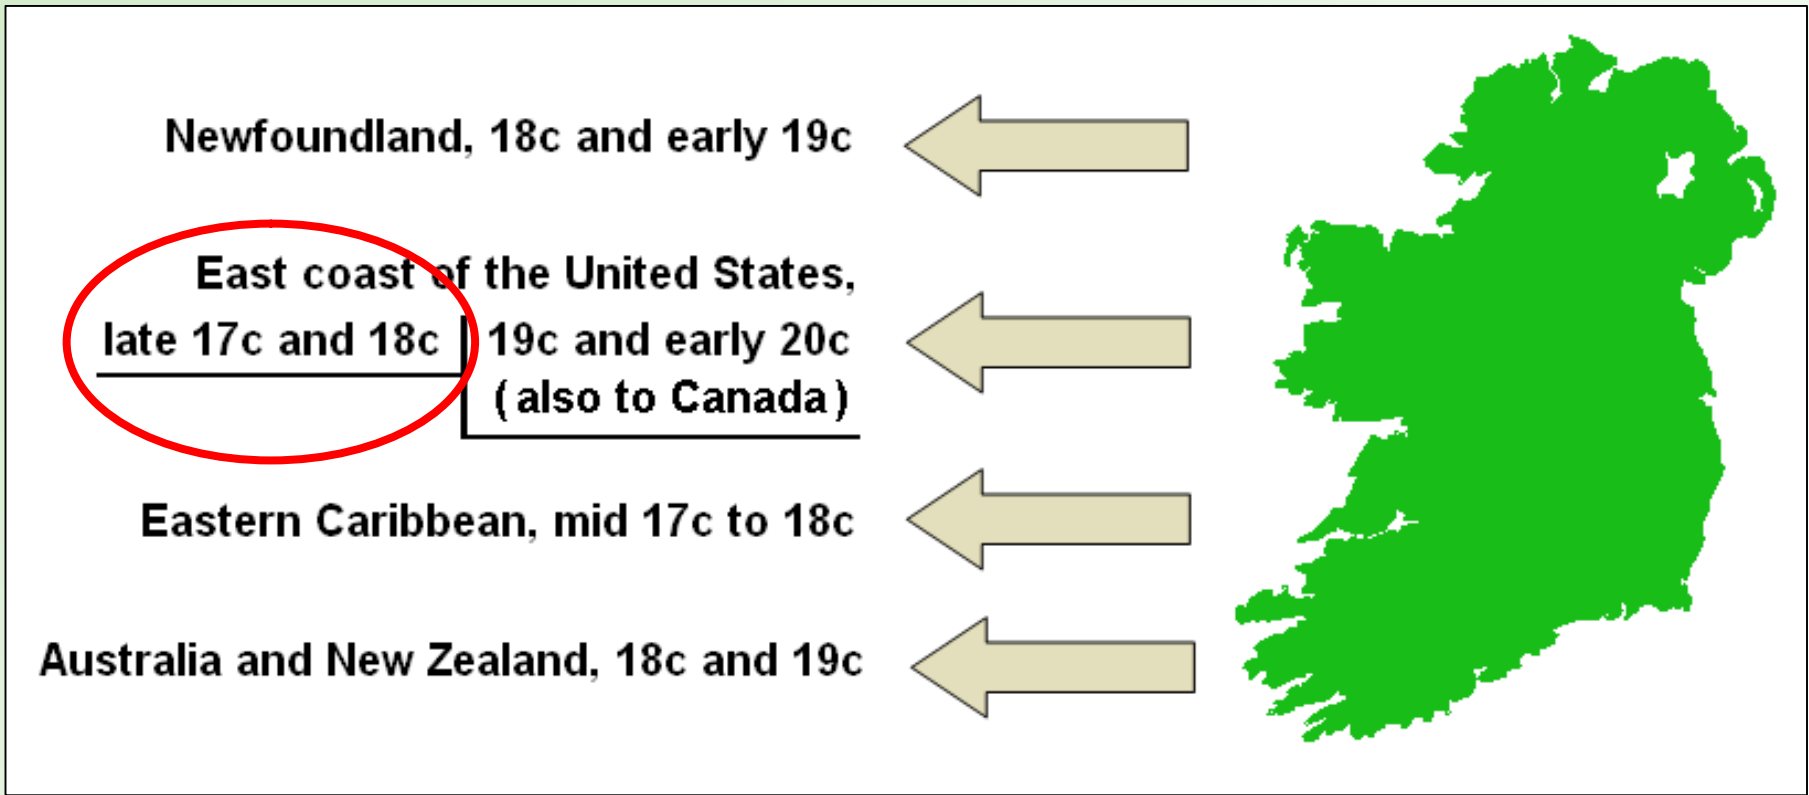 Newfoundland, 18c and early 19c
East coast of the United States,
late 17c and 18c 19c and early 20c
(also to Canada)
Eastern Caribbean, mid 17c to 18c
Australia and New Zealand, 18c and 19c